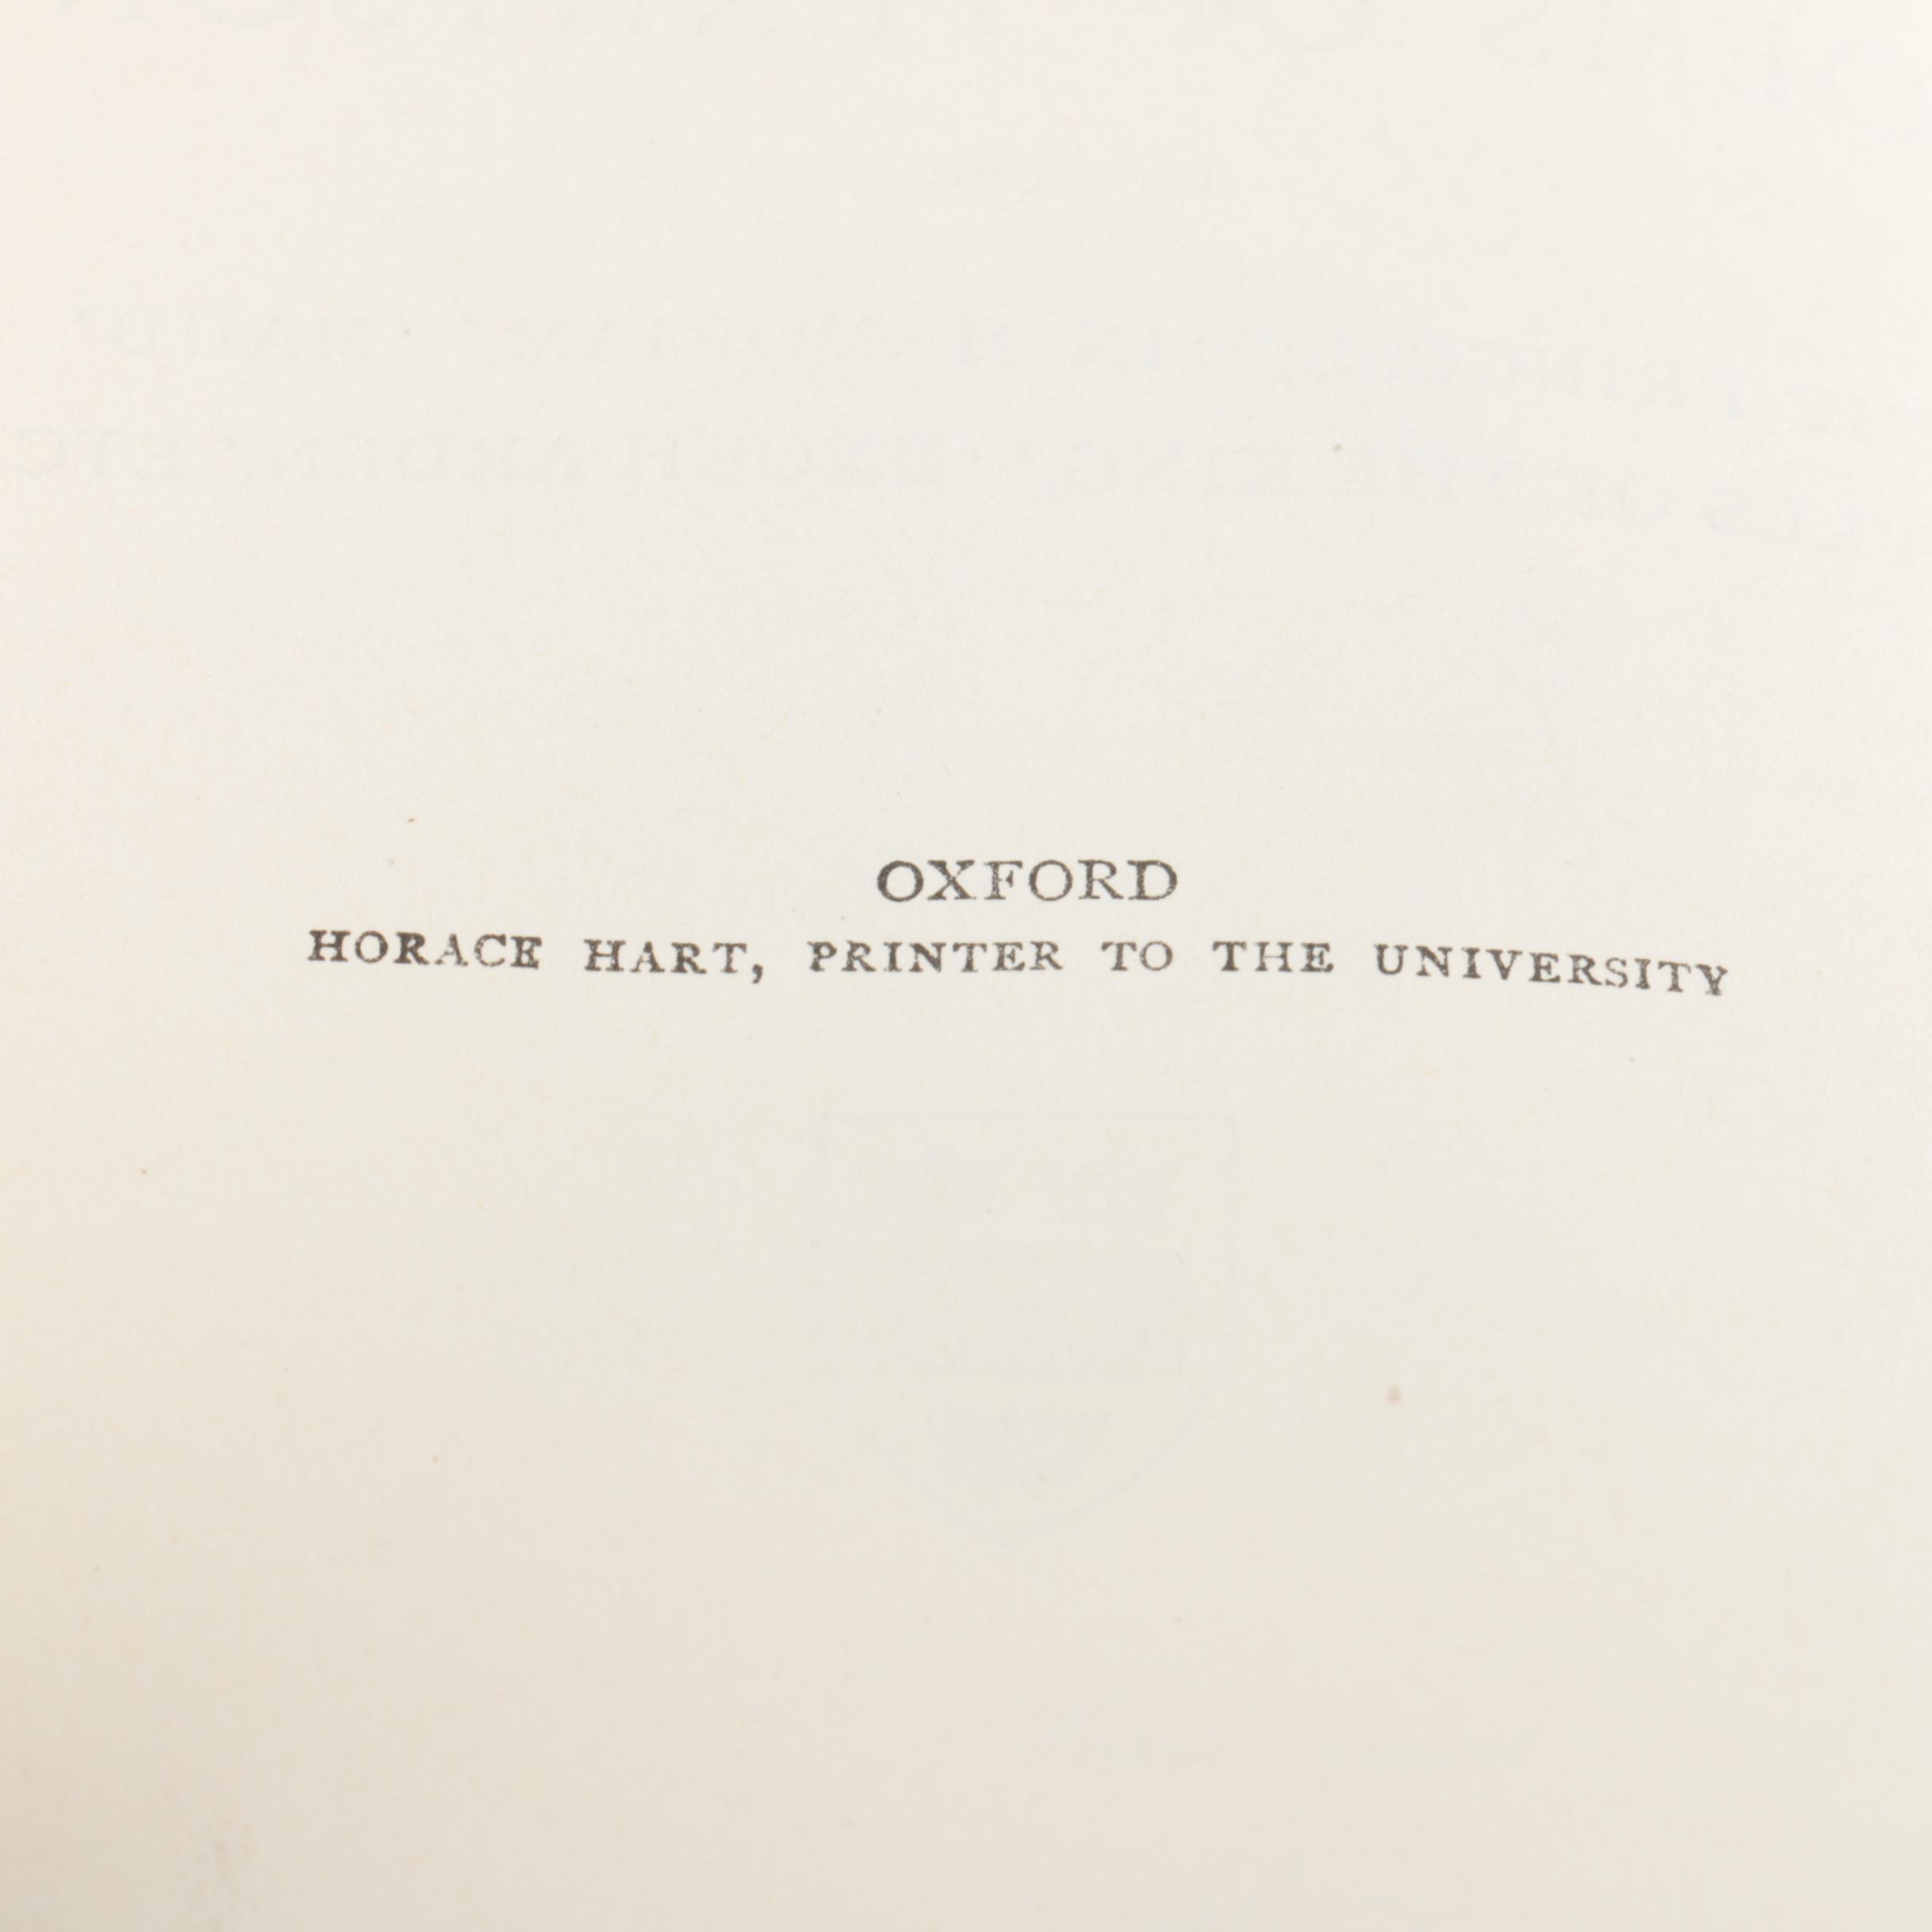 OXFORD
HORACE HART, PRINTER TO THE UNIVERSITY